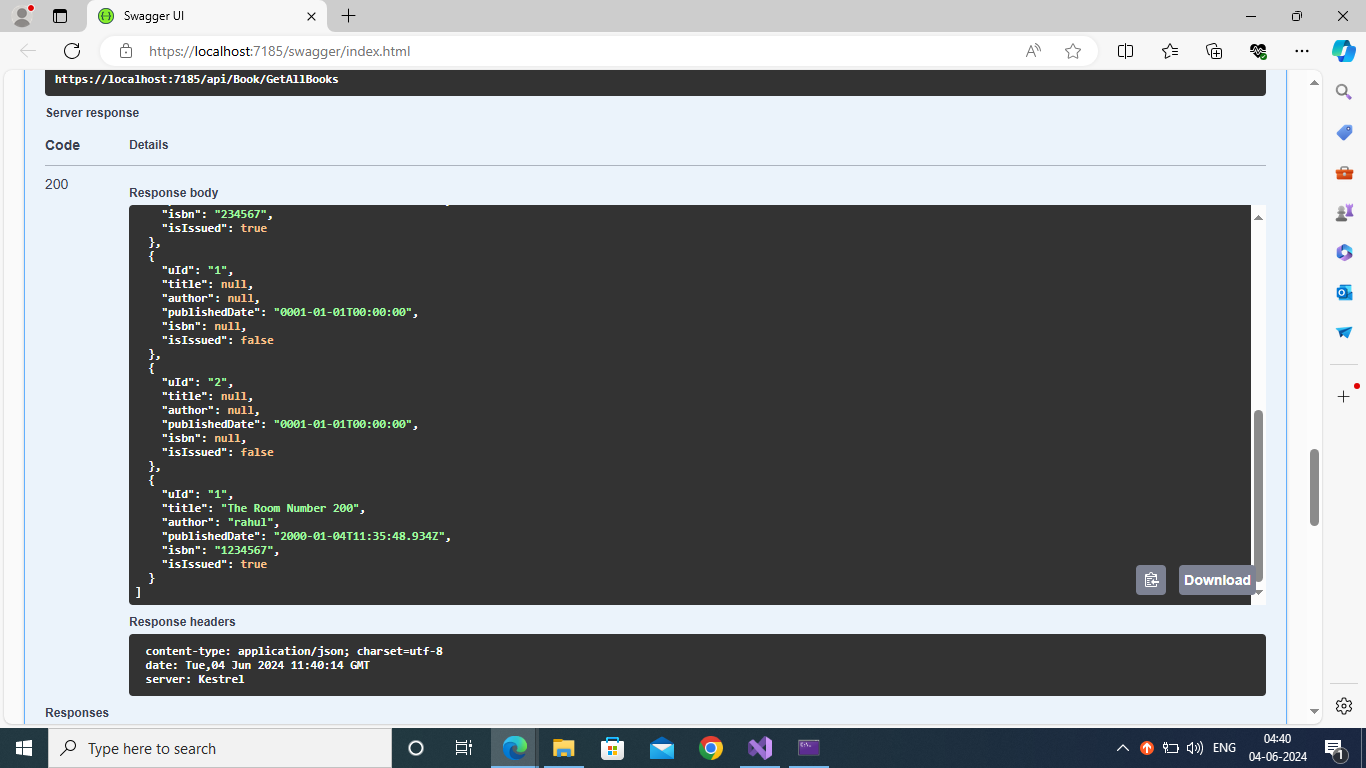 Swagger UI
https://localhost:7185/swagger/index.html
https://localhost:7185/api/Book/GetAllBooks
Server response
Code Details
200
Response body
"isbn": "234567",
"isIssued": true
},
{
"uId": "1",
"title": null,
"author": null,
"publishedDate": "0001-01-01T00:00:00",
"isbn": null,
"isIssued": false
},
{
"uId": "2",
"title": null,
"author": null,
"publishedDate": "0001-01-01T00:00:00",
"isbn": null,
"isIssued": false
},
{
"uId": "1",
"title": "The Room Number 200",
"author": "rahul",
"publishedDate": "2000-01-04T11:35:48.934Z",
"isbn": "1234567",
"isIssued": true
}
]
Download
Response headers
content-type: application/json; charset=utf-8
date: Tue,04 Jun 2024 11:40:14 GMT
server: Kestrel
Responses
Type here to search
ENG
04:40
04-06-2024
1